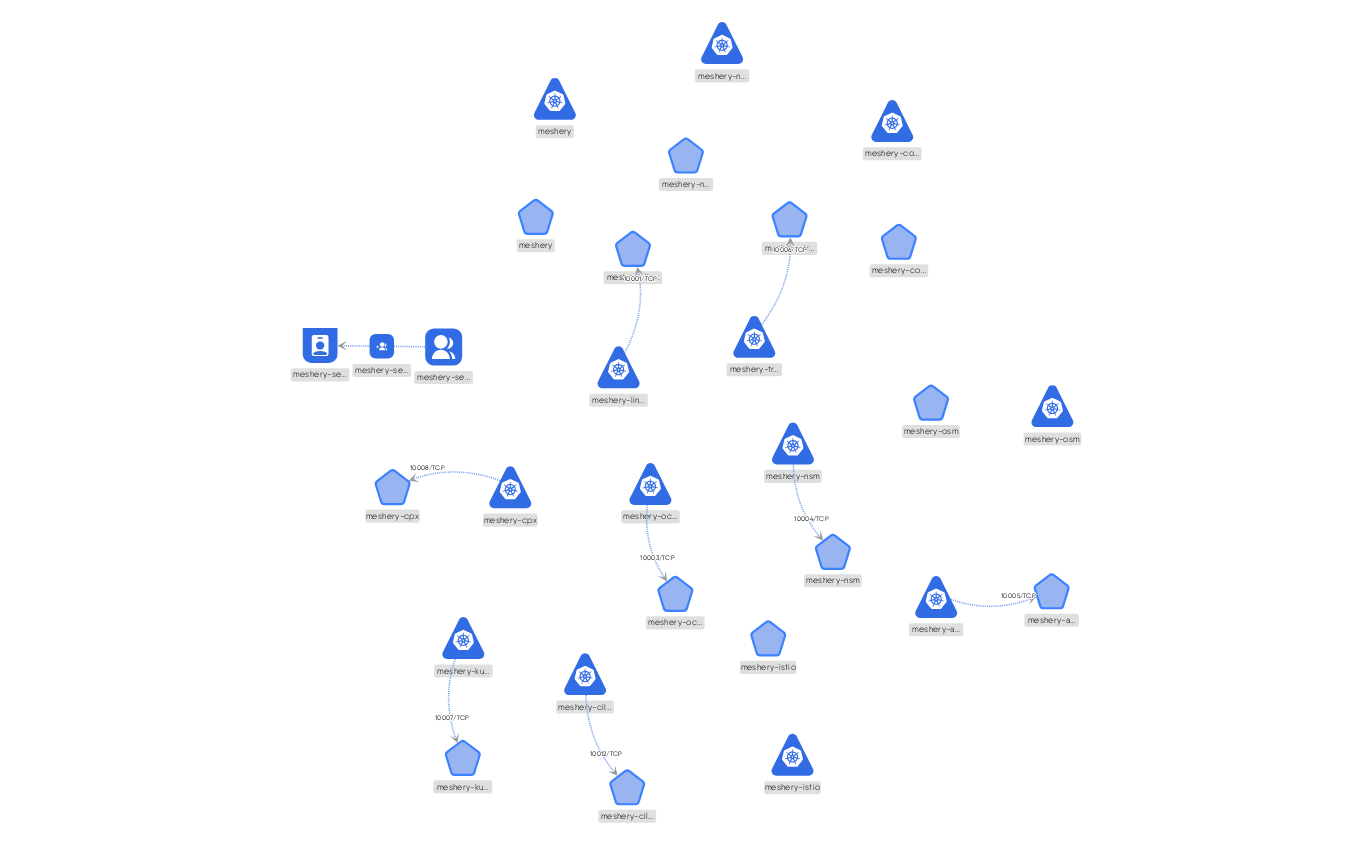 meshery-n...
meshery
meshery-co...
meshery-n...
meshery
10006/TCP
meshery-co...
10001/TCP
meshery-se...
meshery-se...
meshery-se...
meshery-lin...
meshery-tr...
meshery-osm
meshery-osm
10008/TCP
meshery-nsm
meshery-cpx
meshery-cpx
meshery-oc...
10004/TCP
10003/TCP
meshery-nsm
10005/TCP
meshery-oc...
meshery-a...
meshery-a...
meshery-ku...
meshery-istio
meshery-cil...
10007/TCP
10012/TCP
meshery-ku...
meshery-istio
meshery-cil...